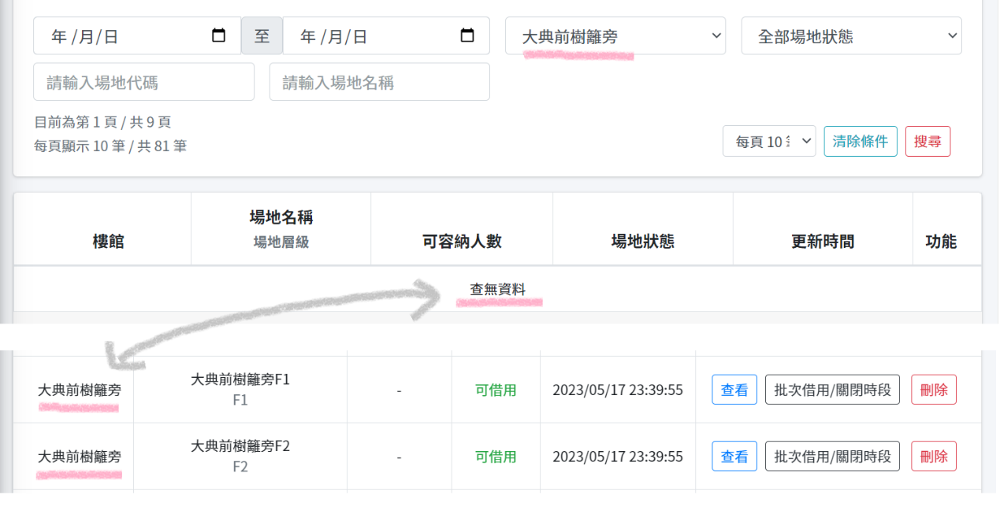 年 /月/日 至 年 /月/日 大典前樹籬旁 全部場地狀態
請輸入場地代碼 請輸入場地名稱
目前為第 1 頁 / 共 9 頁
每頁顯示 10 筆 / 共 81 筆
每頁 10 清除條件 搜尋
樓館 場地名稱 場地層級 可容納人數 場地狀態 更新時間 功能
查無資料
大典前樹籬旁 大典前樹籬旁F1 F1 - 可借用 2023/05/17 23:39:55 查看 批次借用/關閉時段 刪除
大典前樹籬旁 大典前樹籬旁F2 F2 - 可借用 2023/05/17 23:39:55 查看 批次借用/關閉時段 刪除